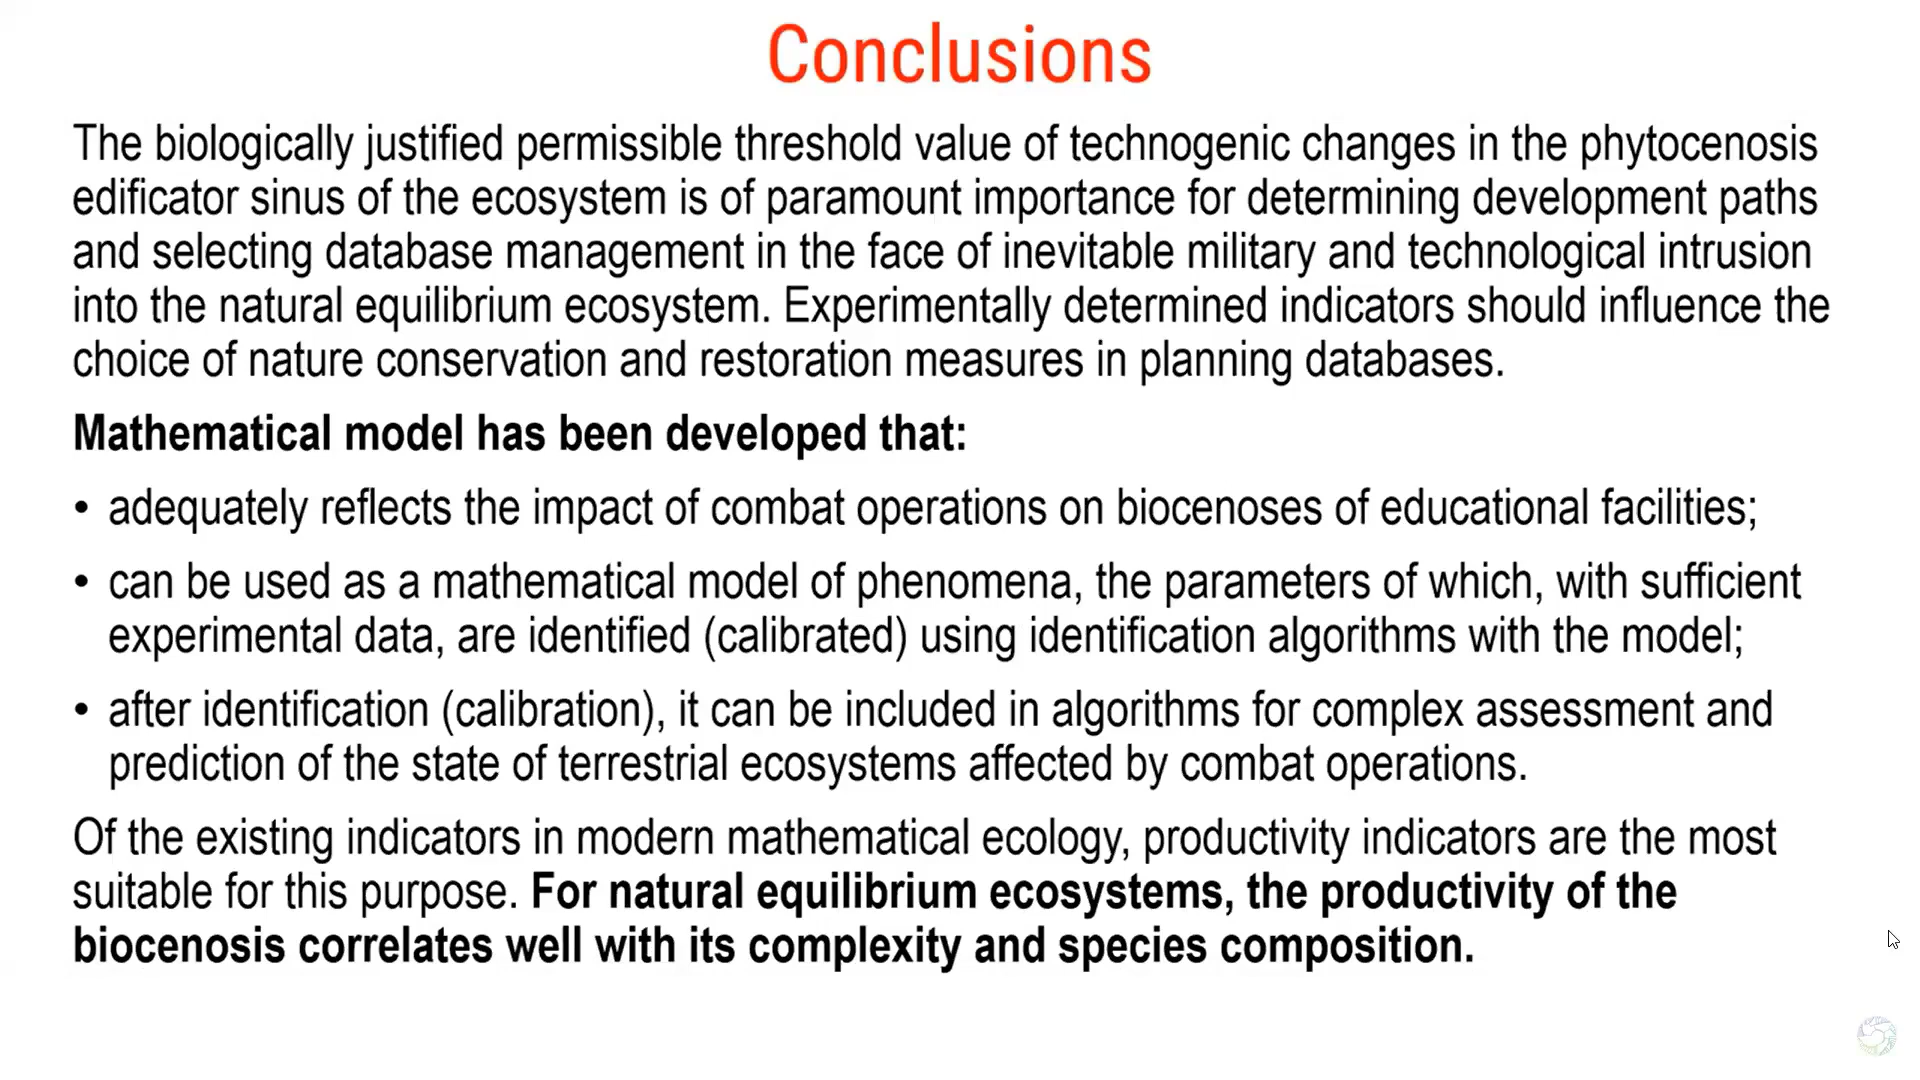 Conclusions
The biologically justified permissible threshold value of technogenic changes in the phytocenosis
edificator sinus of the ecosystem is of paramount importance for determining development paths
and selecting database management in the face of inevitable military and technological intrusion
into the natural equilibrium ecosystem. Experimentally determined indicators should influence the
choice of nature conservation and restoration measures in planning databases.
Mathematical model has been developed that:
• adequately reflects the impact of combat operations on biocenoses of educational facilities;
• can be used as a mathematical model of phenomena, the parameters of which, with sufficient
experimental data, are identified (calibrated) using identification algorithms with the model;
• after identification (calibration), it can be included in algorithms for complex assessment and
prediction of the state of terrestrial ecosystems affected by combat operations.
Of the existing indicators in modern mathematical ecology, productivity indicators are the most
suitable for this purpose. For natural equilibrium ecosystems, the productivity of the
biocenosis correlates well with its complexity and species composition.